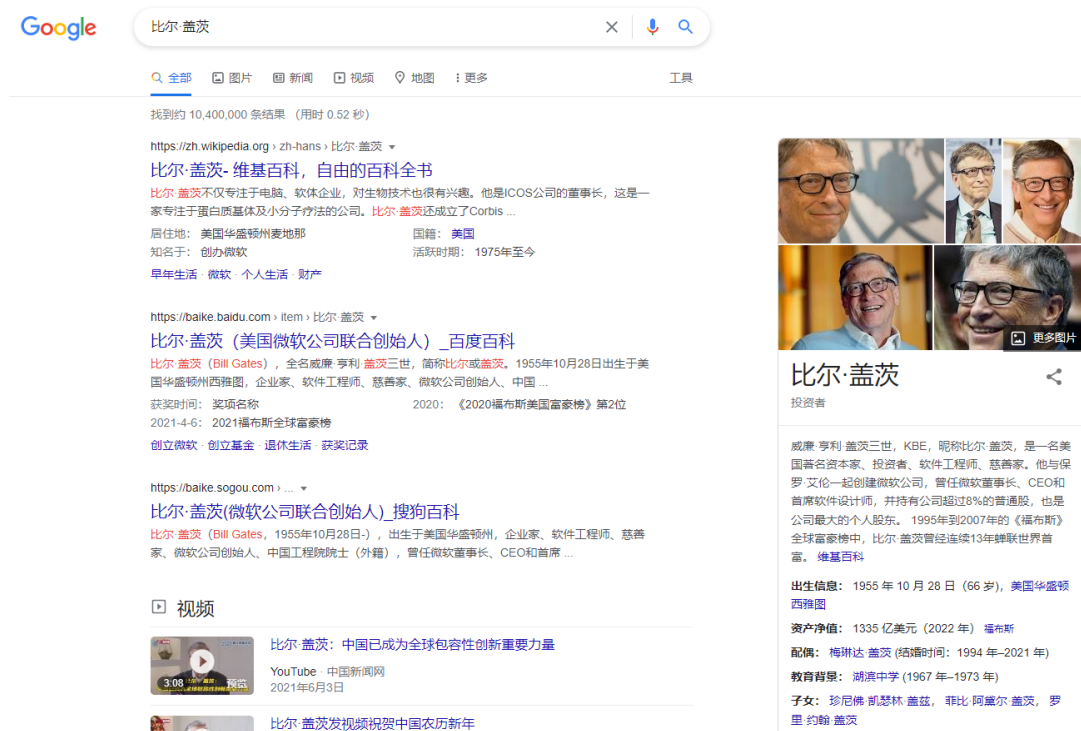 Google
比尔·盖茨
全部
图片
新闻
视频
地图
更多
工具
找到约 10,400,000 条结果 （用时 0.52 秒）
https://zh.wikipedia.org › zh-hans › 比尔·盖茨
比尔·盖茨- 维基百科，自由的百科全书
比尔·盖茨不仅专注于电脑、软体企业，对生物技术也很有兴趣。他是ICOS公司的董事长，这是一
家专注于蛋白质基体及小分子疗法的公司。比尔·盖茨还成立了Corbis ...
居住地： 美国华盛顿州麦地那
国籍： 美国
知名于： 创办微软
活跃时期： 1975年至今
早年生活 · 微软 · 个人生活 · 财产
https://baike.baidu.com › item › 比尔·盖茨
比尔·盖茨（美国微软公司联合创始人）_百度百科
比尔·盖茨（Bill Gates），全名威廉·亨利·盖茨三世，简称比尔或盖茨。1955年10月28日出生于美
国华盛顿州西雅图，企业家、软件工程师、慈善家、微软公司创始人、中国 ...
获奖时间： 奖项名称
2020： 《2020福布斯美国富豪榜》第2位
2021-4-6： 2021福布斯全球富豪榜
创立微软 · 创立基金 · 退休生活 · 获奖记录
https://baike.sogou.com › ...
比尔·盖茨(微软公司联合创始人)_搜狗百科
比尔·盖茨（Bill Gates，1955年10月28日-），出生于美国华盛顿州，企业家、软件工程师、慈善
家、微软公司创始人、中国工程院院士（外籍），曾任微软董事长、CEO和首席 ...
视频
3:08
预览
比尔·盖茨：中国已成为全球包容性创新重要力量
YouTube · 中国新闻网
2021年6月3日
比尔·盖茨发视频祝贺中国农历新年
更多图片
比尔·盖茨
投资者
威廉·亨利·盖茨三世，KBE，昵称比尔·盖茨，是一名美
国著名资本家、投资者、软件工程师、慈善家。他与保
罗·艾伦一起创建微软公司，曾任微软董事长、CEO和
首席软件设计师，并持有公司超过8%的普通股，也是
公司最大的个人股东。 1995年到2007年的《福布斯》
全球富豪榜中，比尔·盖茨曾经连续13年蝉联世界首
富。 维基百科
出生信息： 1955 年 10 月 28 日（66 岁），美国华盛顿
西雅图
资产净值： 1335 亿美元（2022 年） 福布斯
配偶： 梅琳达·盖茨 (结婚时间：1994 年–2021 年)
教育背景： 湖滨中学 (1967 年–1973 年)
子女： 珍尼佛·凯瑟林·盖兹， 菲比·阿黛尔·盖茨， 罗
里·约翰·盖茨